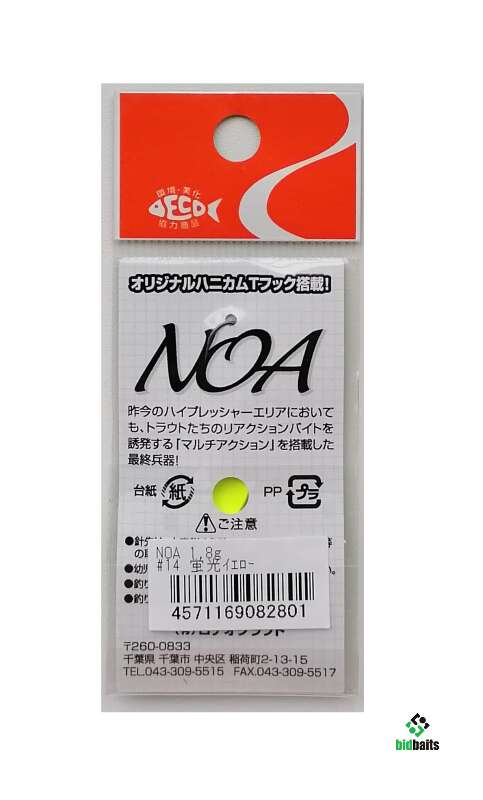 環境・美化
ECO
協力商品
オリジナルハニカムTフック搭載!
NOA
昨今のハイプレッシャーエリアにおいて
も、トラウトたちのリアクションバイトを
誘発する「マルチアクション」を搭載した
最終兵器!
台紙 紙 PP プラ
ご注意
NOA 1.8g
#14 蛍光イエロー
4571169082801
〒260-0833
千葉県 千葉市 中央区 稲荷町2-13-15
TEL.043-309-5515 FAX.043-309-5517
bidbaits